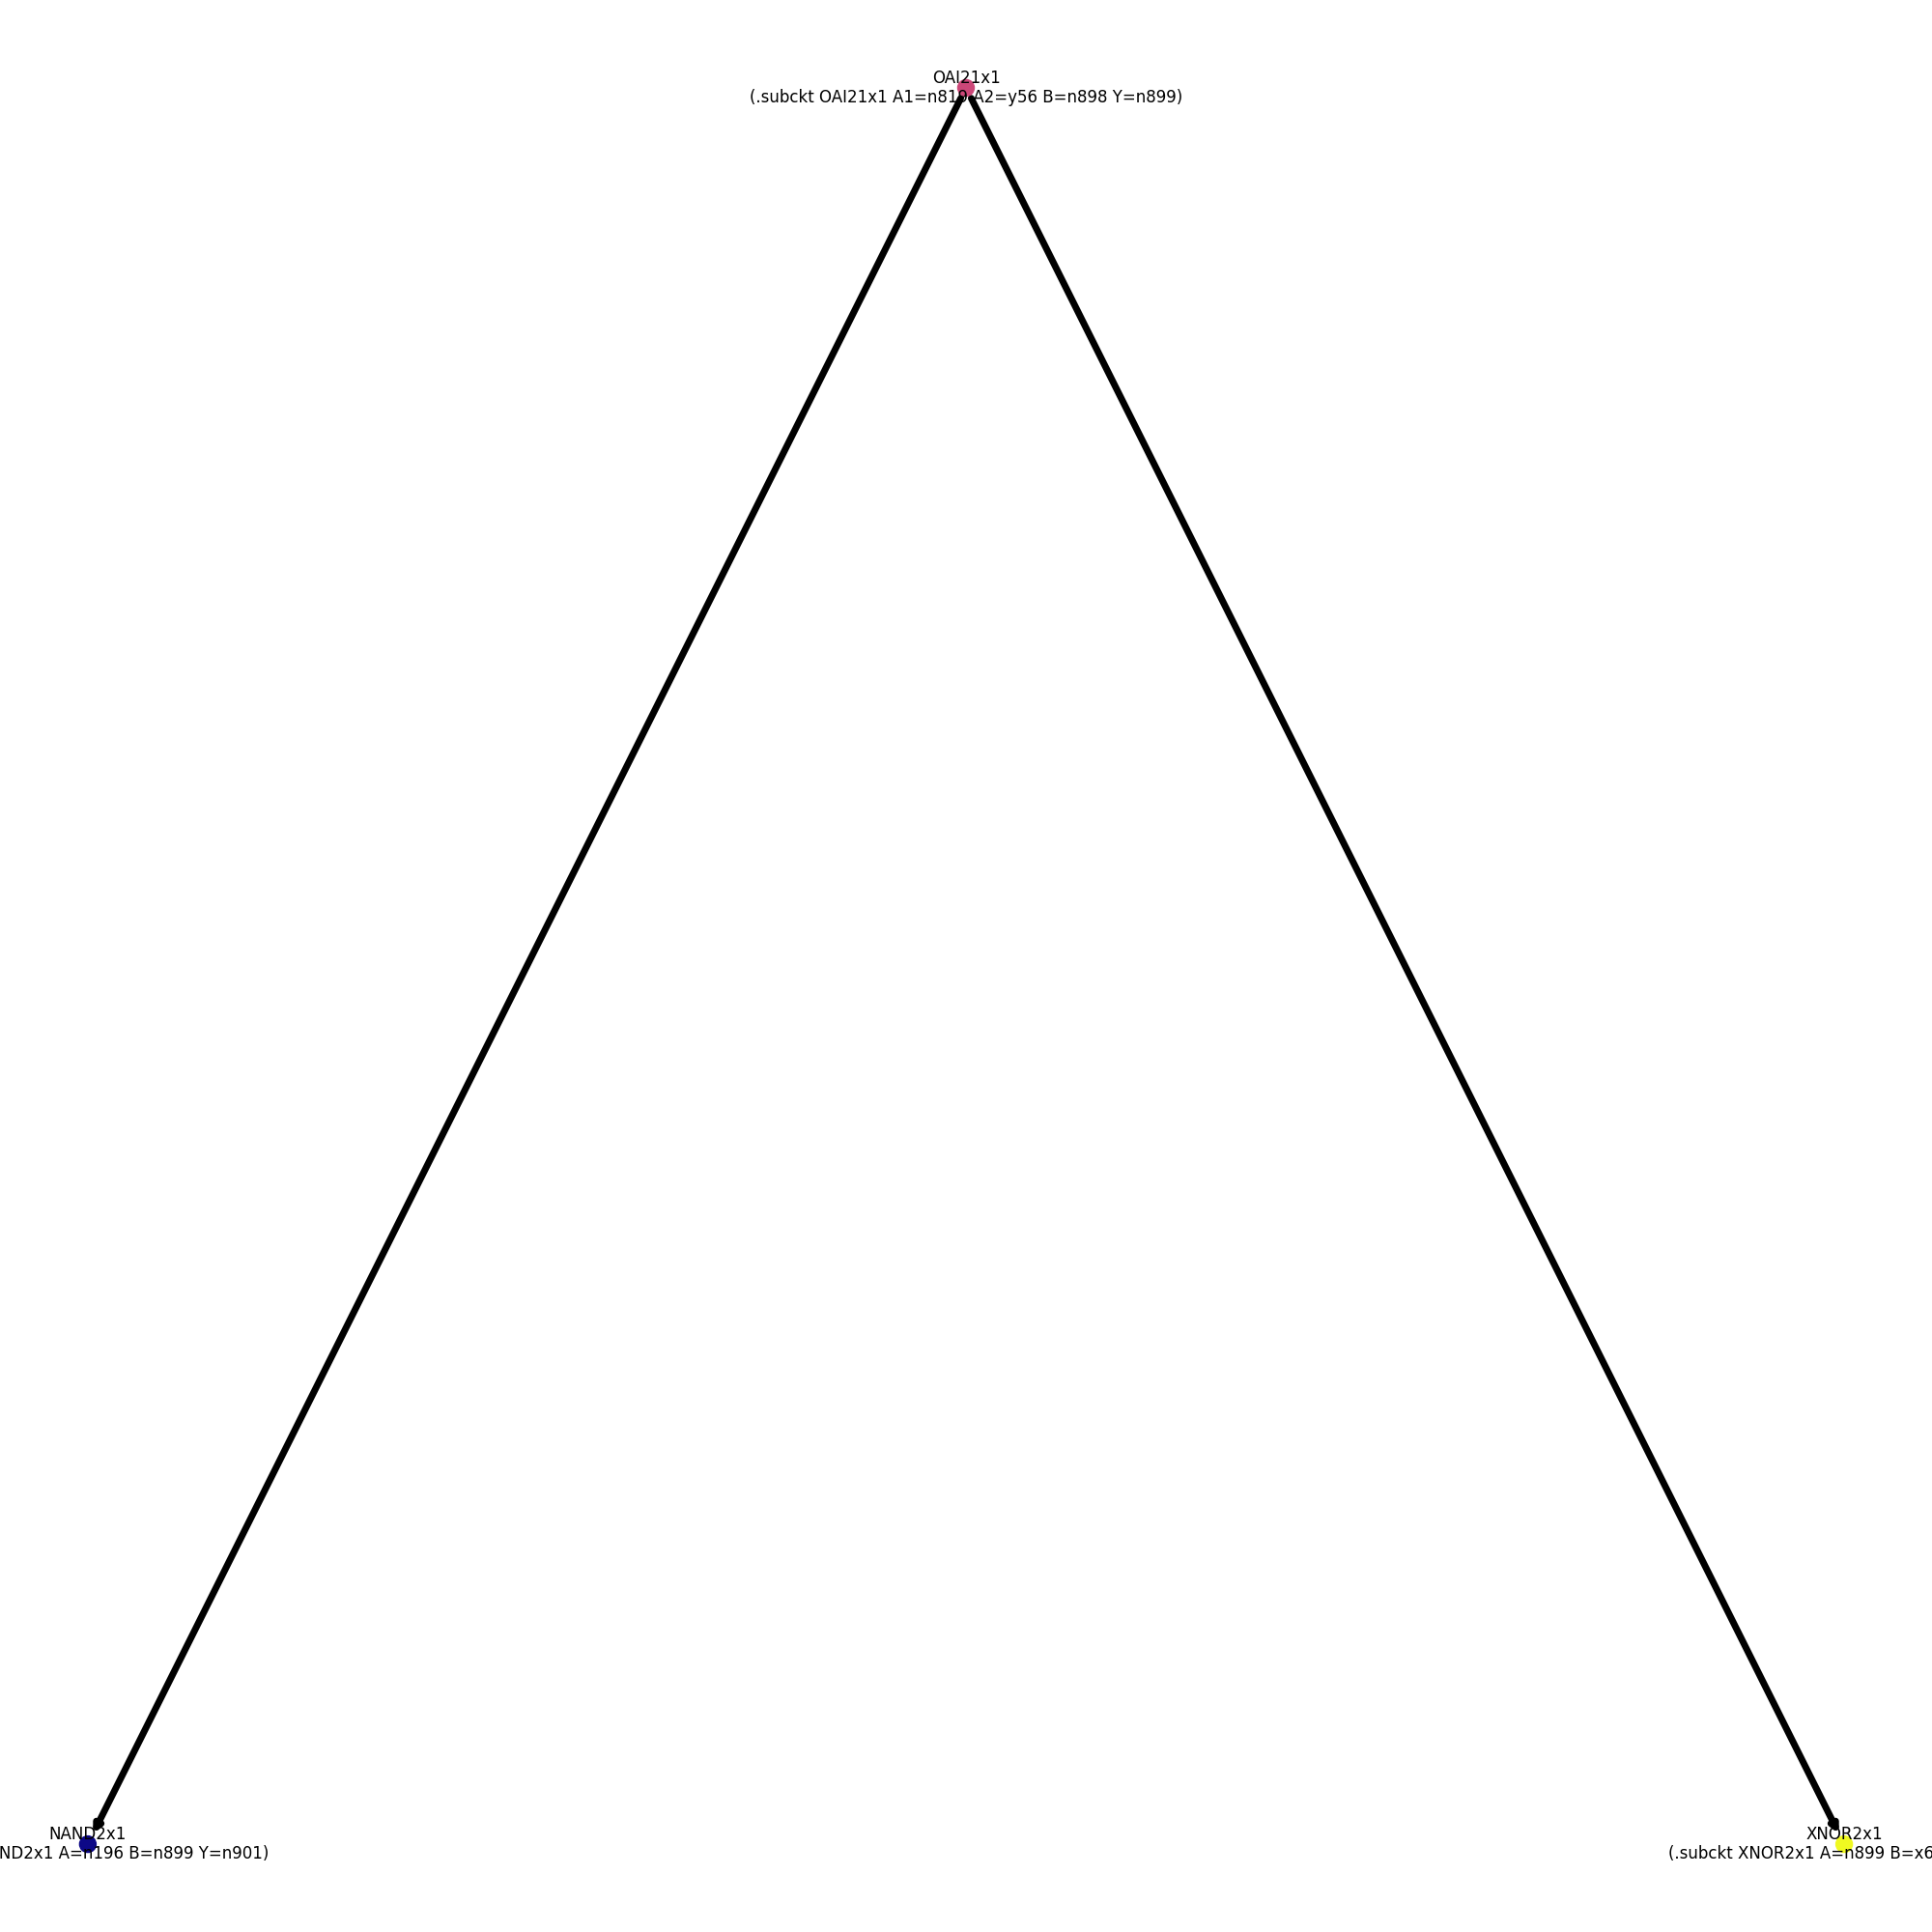 OAI21x1
(.subckt OAI21x1 A1=n819 A2=y56 B=n898 Y=n899)
NAND2x1
ND2x1 A=n196 B=n899 Y=n901)
XNOR2x1
(.subckt XNOR2x1 A=n899 B=x6